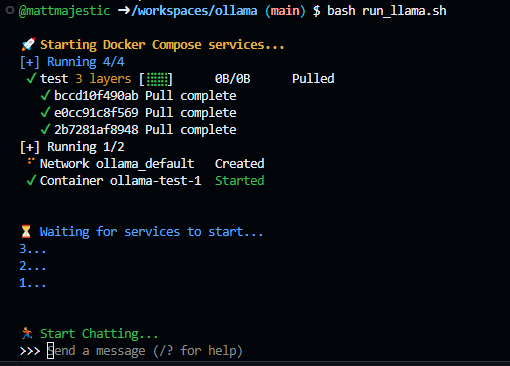 @mattmajestic ➜/workspaces/ollama (main) $ bash run_llama.sh
🚀 Starting Docker Compose services...
[+] Running 4/4
✓ test 3 layers [⣿⣿⣿] 0B/0B Pulled
✓ bccd10f490ab Pull complete
✓ e0cc91c8f569 Pull complete
✓ 2b7281af8948 Pull complete
[+] Running 1/2
⠋ Network ollama_default Created
✓ Container ollama-test-1 Started
⏳ Waiting for services to start...
3...
2...
1...
🏃 Start Chatting...
>>> Send a message (/? for help)